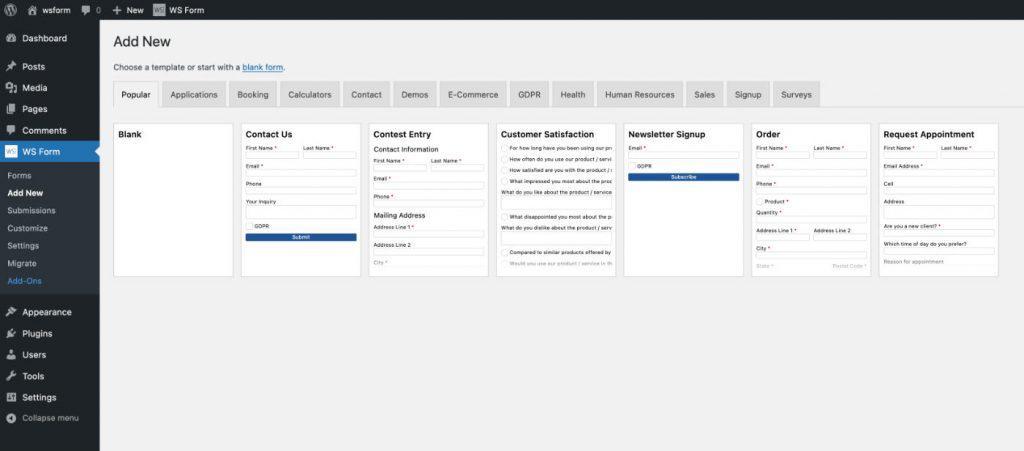 wsform 0 New WS Form
Dashboard
Posts
Media
Pages
Comments
WS Form
Forms
Add New
Submissions
Customize
Settings
Migrate
Add-Ons
Appearance
Plugins
Users
Tools
Settings
Collapse menu
Add New
Choose a template or start with a blank form.
Popular Applications Booking Calculators Contact Demos E-Commerce GDPR Health Human Resources Sales Signup Surveys
Blank
Contact Us
First Name * Last Name *
Email *
Phone
Your Inquiry
GDPR
Submit
Contest Entry
Contact Information
First Name * Last Name *
Email *
Phone *
Mailing Address
Address Line 1 *
Address Line 2
City *
Customer Satisfaction
For how long have you been using our pr
How often do you use our product / servi
How satisfied are you with the product /
What impressed you most about the proc
What do you like about the product / service
What disappointed you most about the p
What do you dislike about the product / serv
Compared to similar products offered by
Would you use our product / service in th
Newsletter Signup
Email *
GDPR
Subscribe
Order
First Name * Last Name *
Email *
Phone *
Product *
Quantity *
Address Line 1 * Address Line 2
City *
State * Postal Code *
Request Appointment
First Name * Last Name *
Email Address *
Cell
Address
Are you a new client? *
Which time of day do you prefer?
Reason for appointment